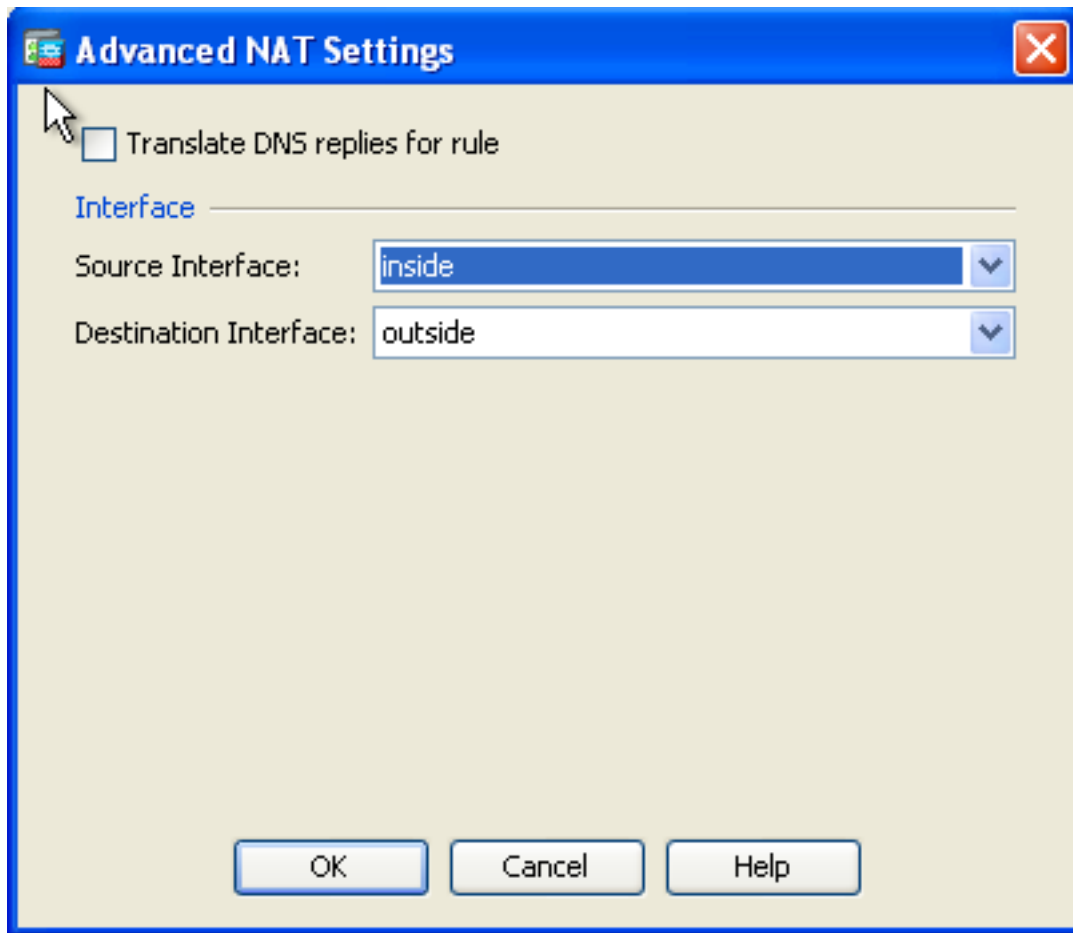 Advanced NAT Settings
Translate DNS replies for rule
Interface
Source Interface: inside
Destination Interface: outside
OK Cancel Help